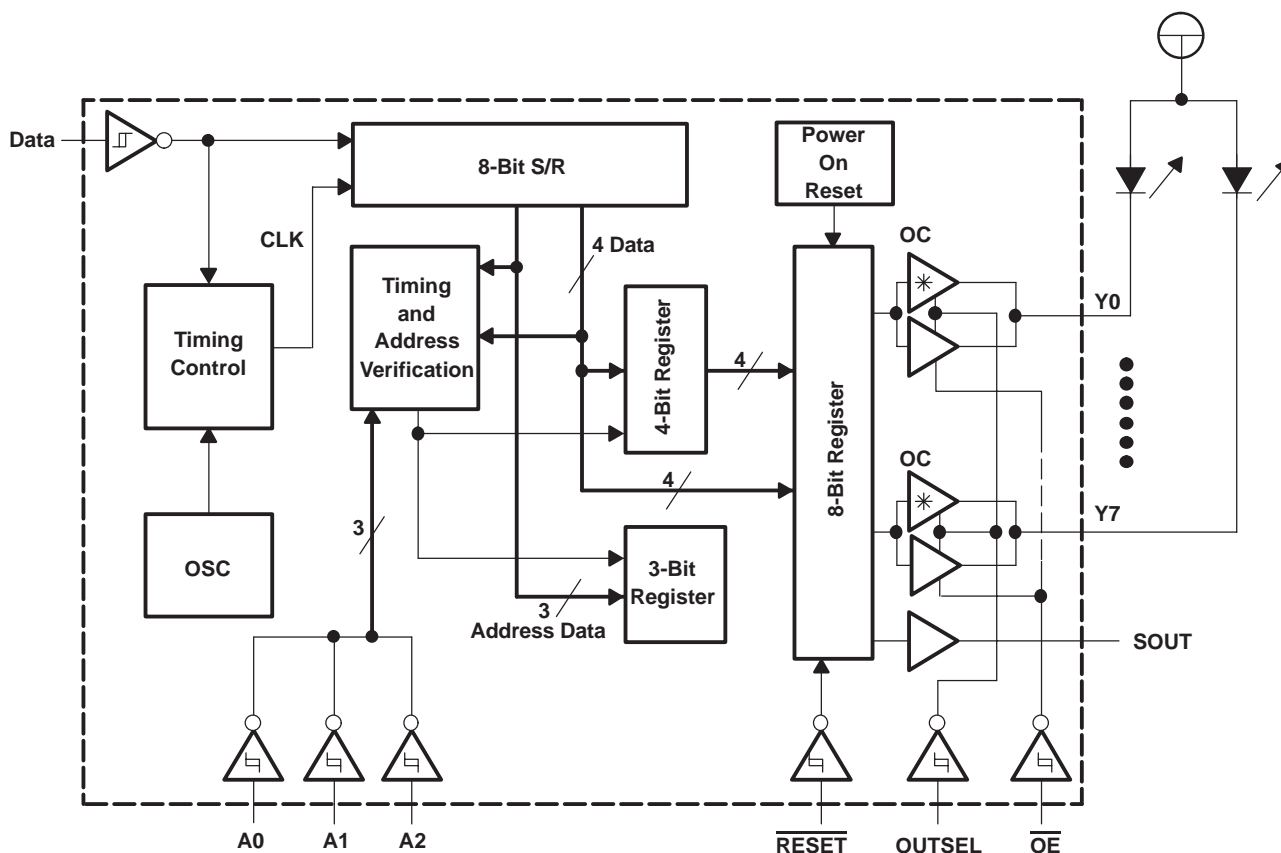 Data
8-Bit S/R
Power
On
Reset
CLK
4 Data
OC
Timing
and
Address
Verification
Timing
Control
4-Bit Register
4
8-Bit Register
Y0
OC
4
Y7
3
OSC
3-Bit
Register
3
Address Data
SOUT
A0
A1
A2
RESET
OUTSEL
OE